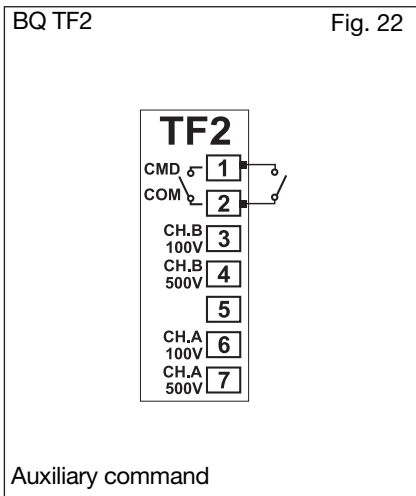 BQ TF2 Fig. 22
TF2
CMD 1
COM 2
CH.B
100V 3
CH.B
500V 4
5
CH.A
100V 6
CH.A
500V 7
Auxiliary command